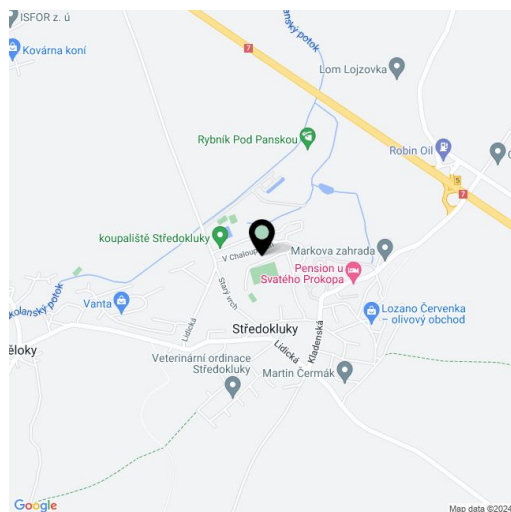 ISFOR z. ú
Kovárna koní
7
lanský potok
Lom Lojzovka
Rybník Pod Panskou
Robin Oil
5
7
koupaliště Středokluky
V Chaloup
Markova zahrada
Pension u
Svatého Prokopa
kolanský potok
Vanta
Starý vrch
Lidická
Lozano Červenka
– olivový obchod
Středokluky
ěloky
Lidická
Kladenská
Veterinární ordinace
Středokluky
Martin Čermák
Google
Map data ©2024